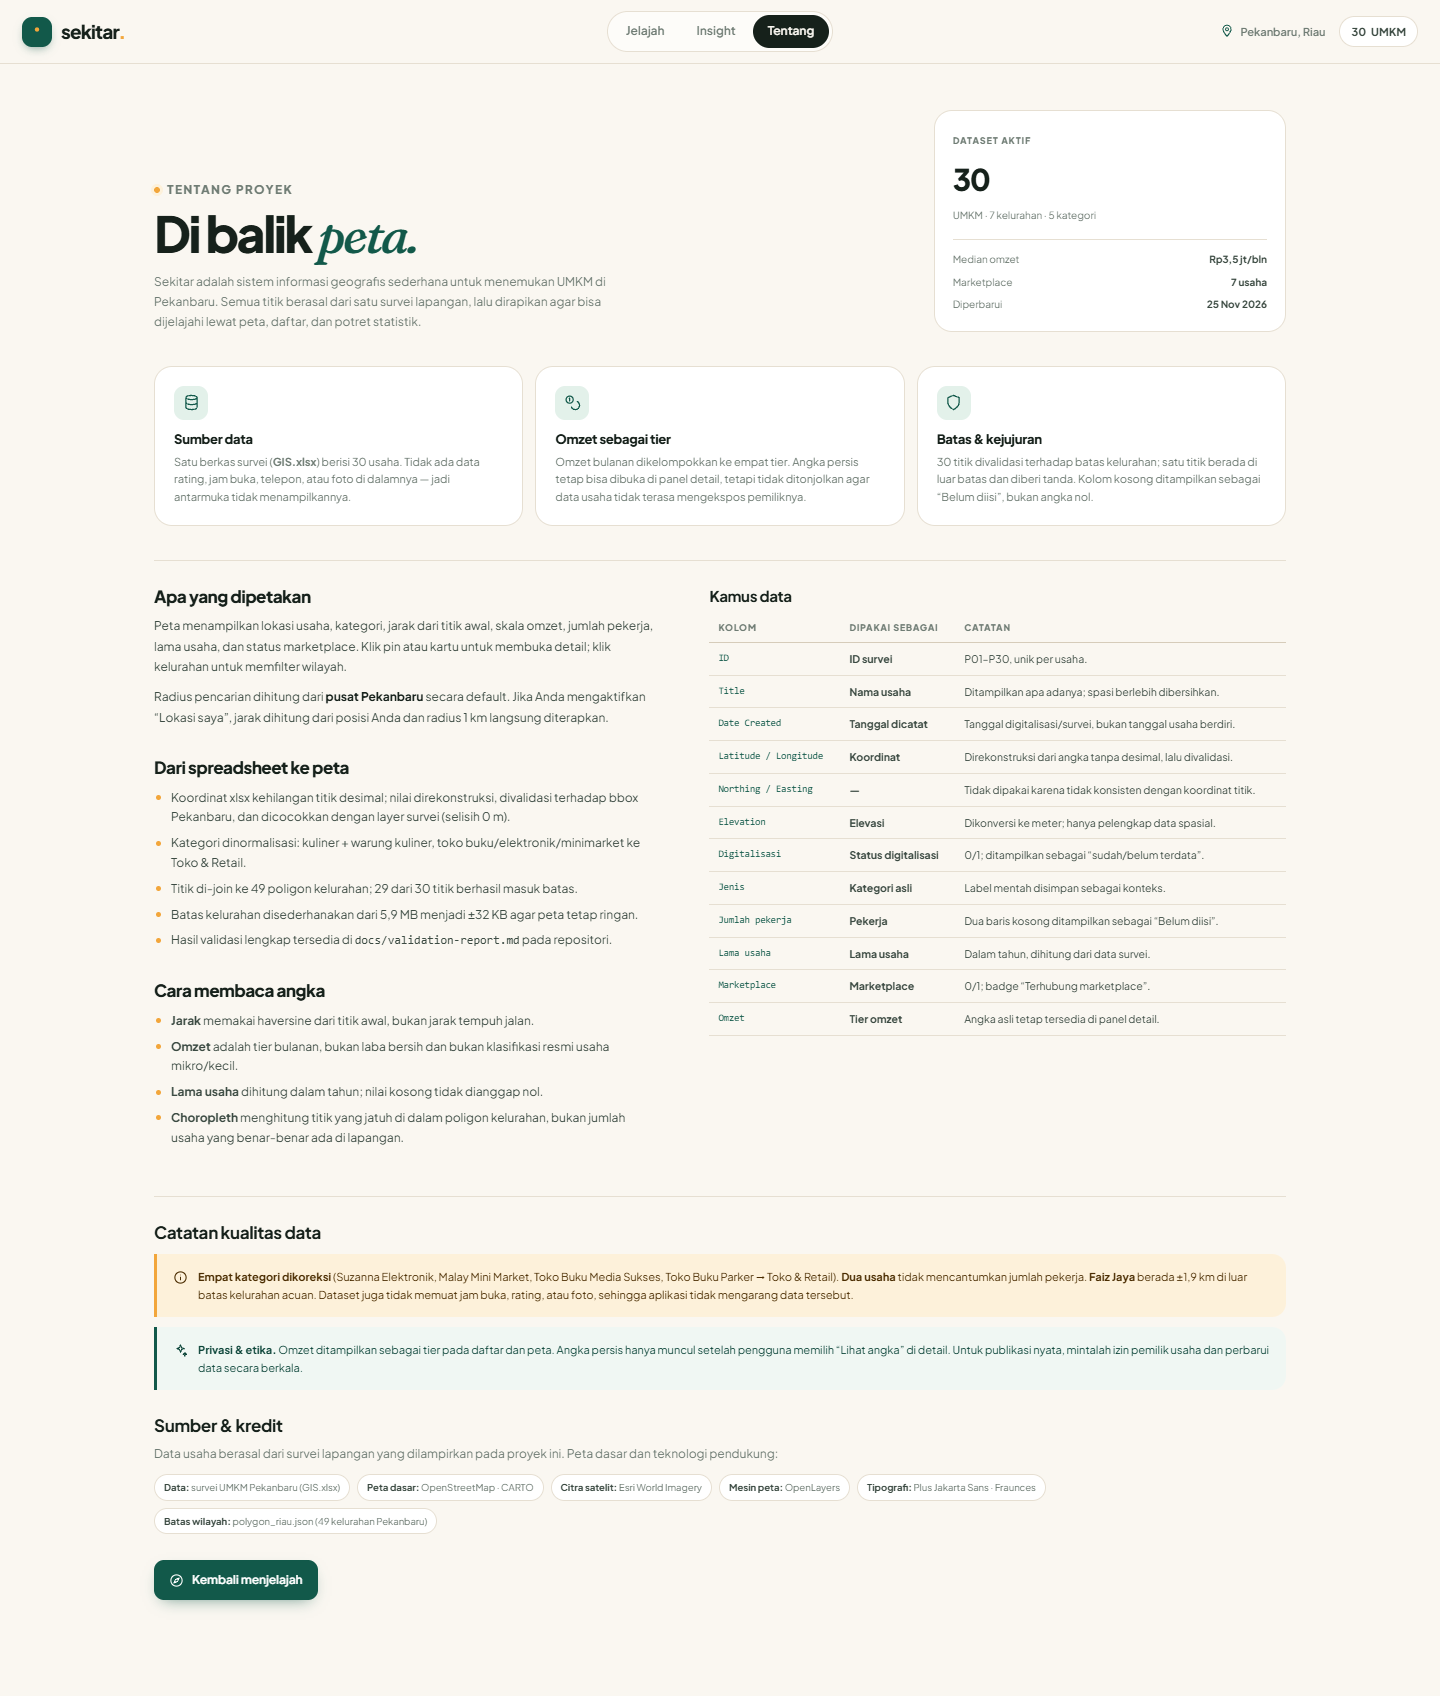 sekitar.
Jelajah
Insight
Tentang
Pekanbaru, Riau
30 UMKM
TENTANG PROYEK
Di balik peta.
Sekitar adalah sistem informasi geografis sederhana untuk menemukan UMKM di
Pekanbaru. Semua titik berasal dari satu survei lapangan, lalu dirapikan agar bisa
dijelajahi lewat peta, daftar, dan potret statistik.
DATASET AKTIF
30
UMKM · 7 kelurahan · 5 kategori
Median omzet Rp3,5 jt/bln
Marketplace 7 usaha
Diperbarui 25 Nov 2026
Sumber data
Satu berkas survei (GIS.xlsx) berisi 30 usaha. Tidak ada data
rating, jam buka, telepon, atau foto di dalamnya — jadi
antarmuka tidak menampilkannya.
Omzet sebagai tier
Omzet bulanan dikelompokkan ke empat tier. Angka persis
tetap bisa dibuka di panel detail, tetapi tidak ditonjolkan agar
data usaha tidak terasa mengekspos pemiliknya.
Batas & kejujuran
30 titik divalidasi terhadap batas kelurahan; satu titik berada di
luar batas dan diberi tanda. Kolom kosong ditampilkan sebagai
“Belum diisi”, bukan angka nol.
Apa yang dipetakan
Peta menampilkan lokasi usaha, kategori, jarak dari titik awal, skala omzet, jumlah pekerja,
lama usaha, dan status marketplace. Klik pin atau kartu untuk membuka detail; klik
kelurahan untuk memfilter wilayah.
Radius pencarian dihitung dari pusat Pekanbaru secara default. Jika Anda mengaktifkan
“Lokasi saya”, jarak dihitung dari posisi Anda dan radius 1 km langsung diterapkan.
Dari spreadsheet ke peta
Koordinat xlsx kehilangan titik desimal; nilai direkonstruksi, divalidasi terhadap bbox
Pekanbaru, dan dicocokkan dengan layer survei (selisih 0 m).
Kategori dinormalisasi: kuliner + warung kuliner, toko buku/elektronik/minimarket ke
Toko & Retail.
Titik di-join ke 49 poligon kelurahan; 29 dari 30 titik berhasil masuk batas.
Batas kelurahan disederhanakan dari 5,9 MB menjadi ±32 KB agar peta tetap ringan.
Hasil validasi lengkap tersedia di docs/validation-report.md pada repositori.
Cara membaca angka
Jarak memakai haversine dari titik awal, bukan jarak tempuh jalan.
Omzet adalah tier bulanan, bukan laba bersih dan bukan klasifikasi resmi usaha
mikro/kecil.
Lama usaha dihitung dalam tahun; nilai kosong tidak dianggap nol.
Choropleth menghitung titik yang jatuh di dalam poligon kelurahan, bukan jumlah
usaha yang benar-benar ada di lapangan.
Kamus data
KOLOM DIPAKAI SEBAGAI CATATAN
ID ID survei P01–P30, unik per usaha.
Title Nama usaha Ditampilkan apa adanya; spasi berlebih dibersihkan.
Date Created Tanggal dicatat Tanggal digitalisasi/survei, bukan tanggal usaha berdiri.
Latitude / Longitude Koordinat Direkonstruksi dari angka tanpa desimal, lalu divalidasi.
Northing / Easting — Tidak dipakai karena tidak konsisten dengan koordinat titik.
Elevation Elevasi Dikonversi ke meter; hanya pelengkap data spasial.
Digitalisasi Status digitalisasi 0/1; ditampilkan sebagai “sudah/belum terdata”.
Jenis Kategori asli Label mentah disimpan sebagai konteks.
Jumlah pekerja Pekerja Dua baris kosong ditampilkan sebagai “Belum diisi”.
Lama usaha Lama usaha Dalam tahun, dihitung dari data survei.
Marketplace Marketplace 0/1; badge “Terhubung marketplace”.
Omzet Tier omzet Angka asli tetap tersedia di panel detail.
Catatan kualitas data
Empat kategori dikoreksi (Suzanna Elektronik, Malay Mini Market, Toko Buku Media Sukses, Toko Buku Parker → Toko & Retail). Dua usaha tidak mencantumkan jumlah pekerja. Faiz Jaya berada ±1,9 km di luar
batas kelurahan acuan. Dataset juga tidak memuat jam buka, rating, atau foto, sehingga aplikasi tidak mengarang data tersebut.
Privasi & etika. Omzet ditampilkan sebagai tier pada daftar dan peta. Angka persis hanya muncul setelah pengguna memilih “Lihat angka” di detail. Untuk publikasi nyata, mintalah izin pemilik usaha dan perbarui
data secara berkala.
Sumber & kredit
Data usaha berasal dari survei lapangan yang dilampirkan pada proyek ini. Peta dasar dan teknologi pendukung:
Data: survei UMKM Pekanbaru (GIS.xlsx)
Peta dasar: OpenStreetMap · CARTO
Citra satelit: Esri World Imagery
Mesin peta: OpenLayers
Tipografi: Plus Jakarta Sans · Fraunces
Batas wilayah: polygon_riau.json (49 kelurahan Pekanbaru)
Kembali menjelajah